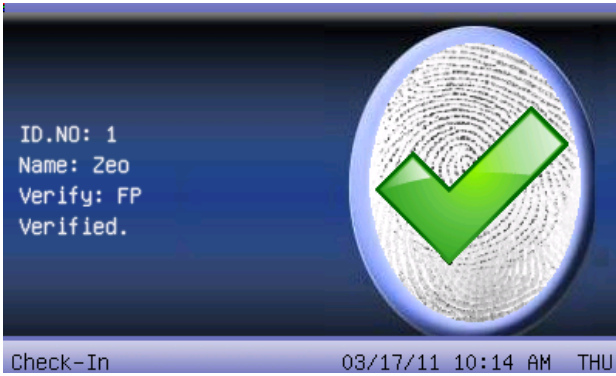 ID.NO: 1
Name: Zeo
Verify: FP
Verified.
Check-In 03/17/11 10:14 AM THU